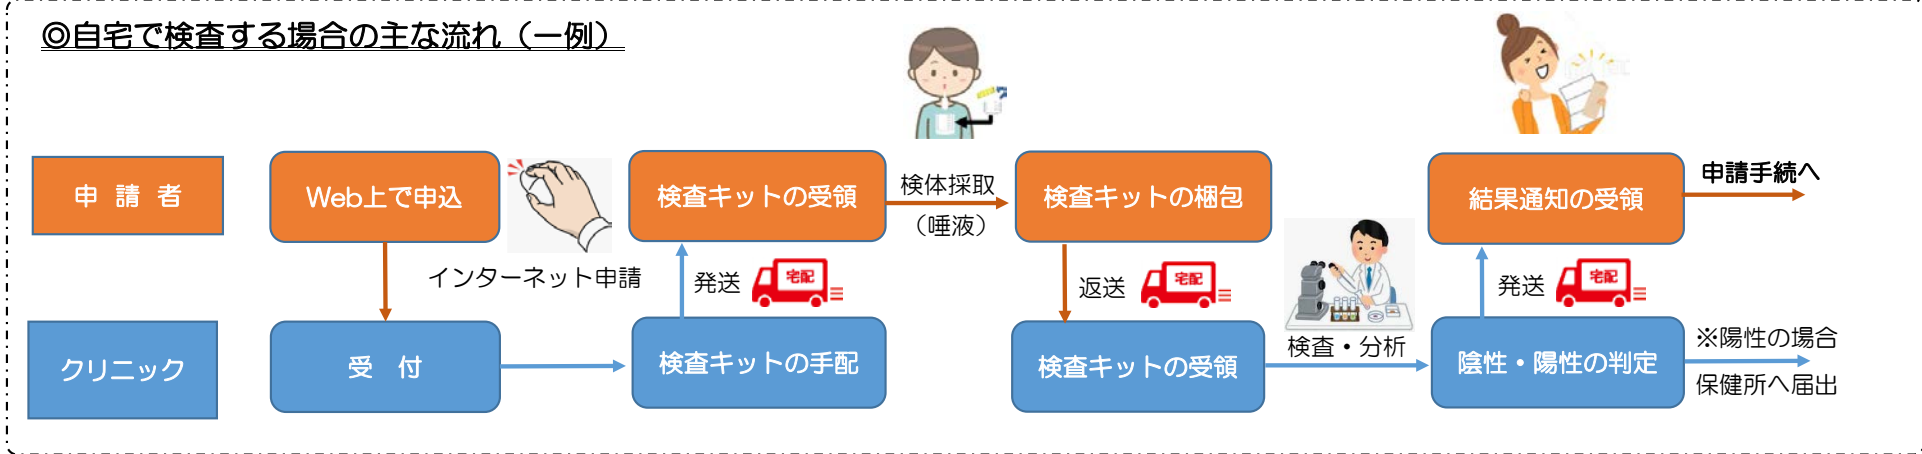 ◎自宅で検査する場合の主な流れ（一例）
申 請 者
Web上で申込
インターネット申請
検査キットの受領
検体採取
（唾液）
検査キットの梱包
結果通知の受領
申請手続へ
発送
宅配
返送
宅配
発送
宅配
クリニック
受 付
検査キットの手配
検査キットの受領
検査・分析
陰性・陽性の判定
※陽性の場合
保健所へ届出